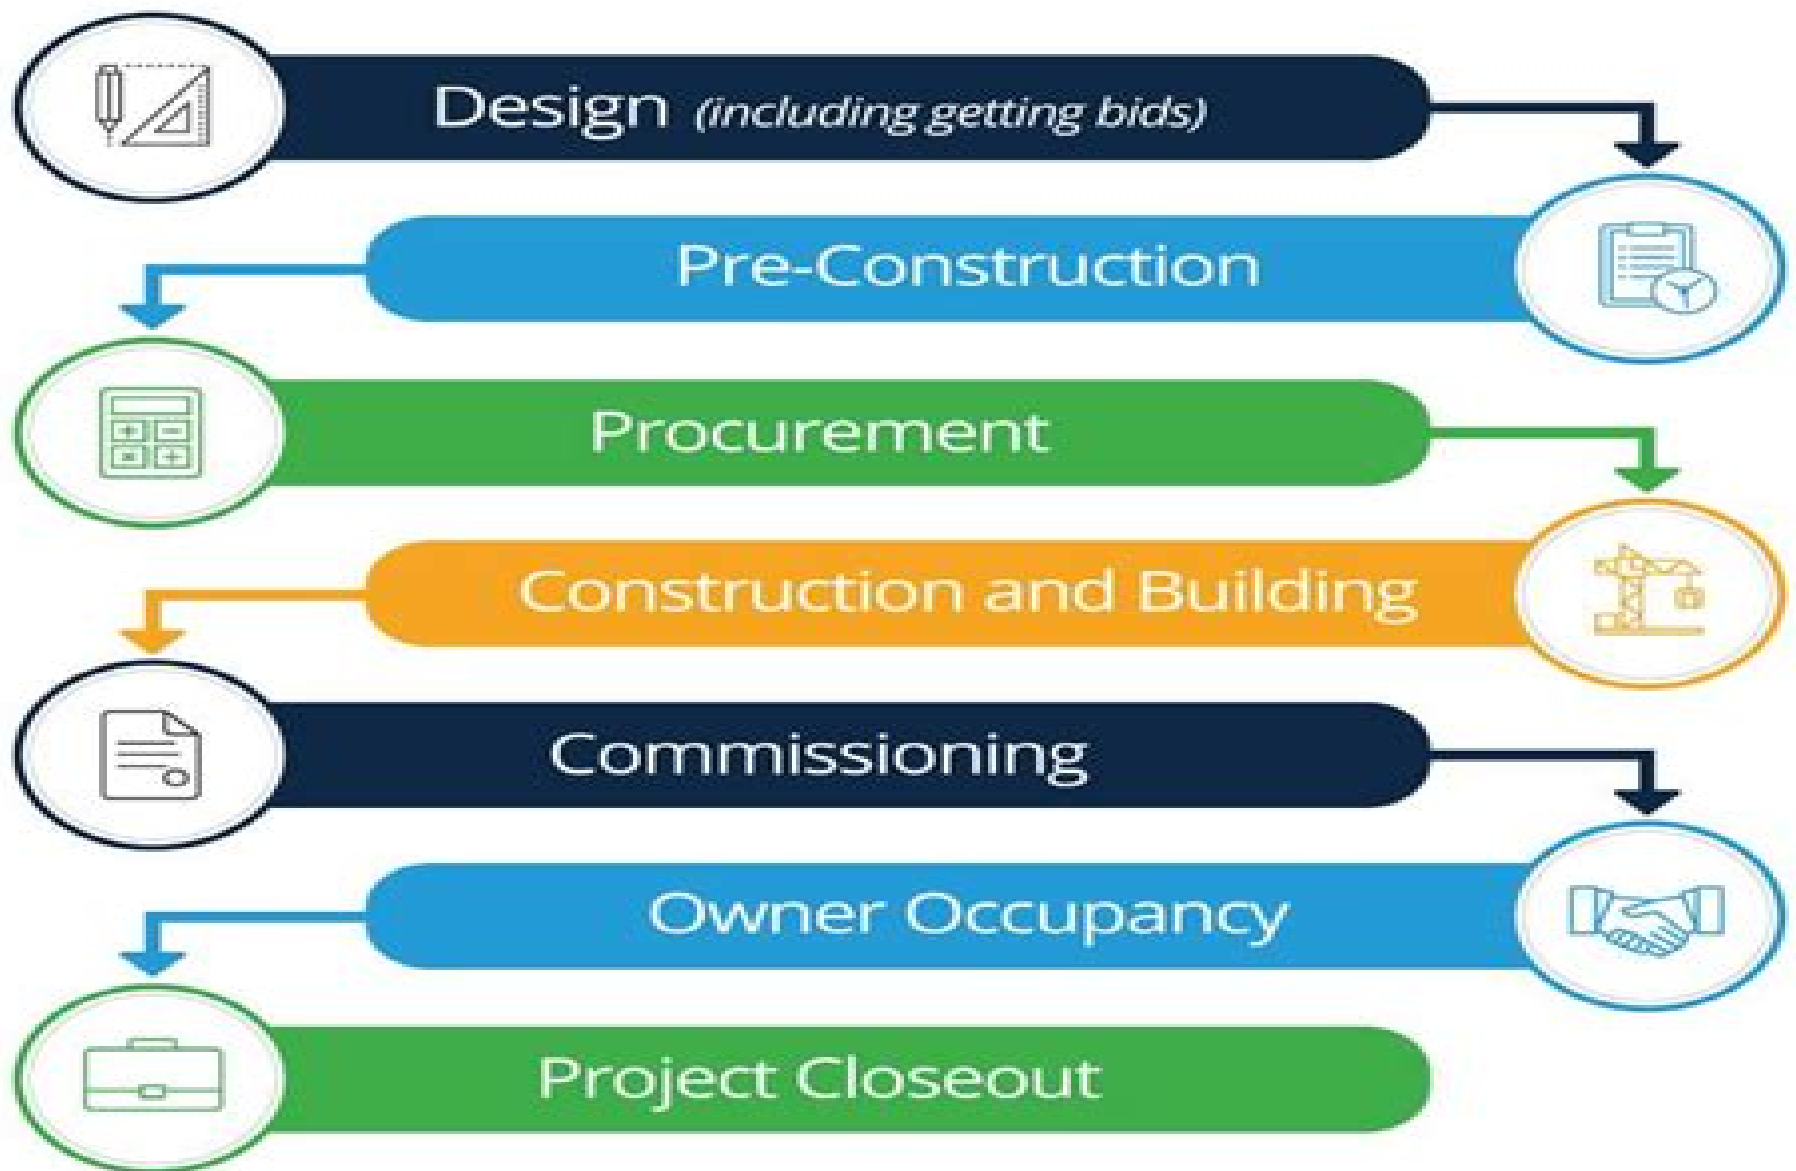 Design (including getting bids)
Pre-Construction
Procurement
Construction and Building
Commissioning
Owner Occupancy
Project Closeout